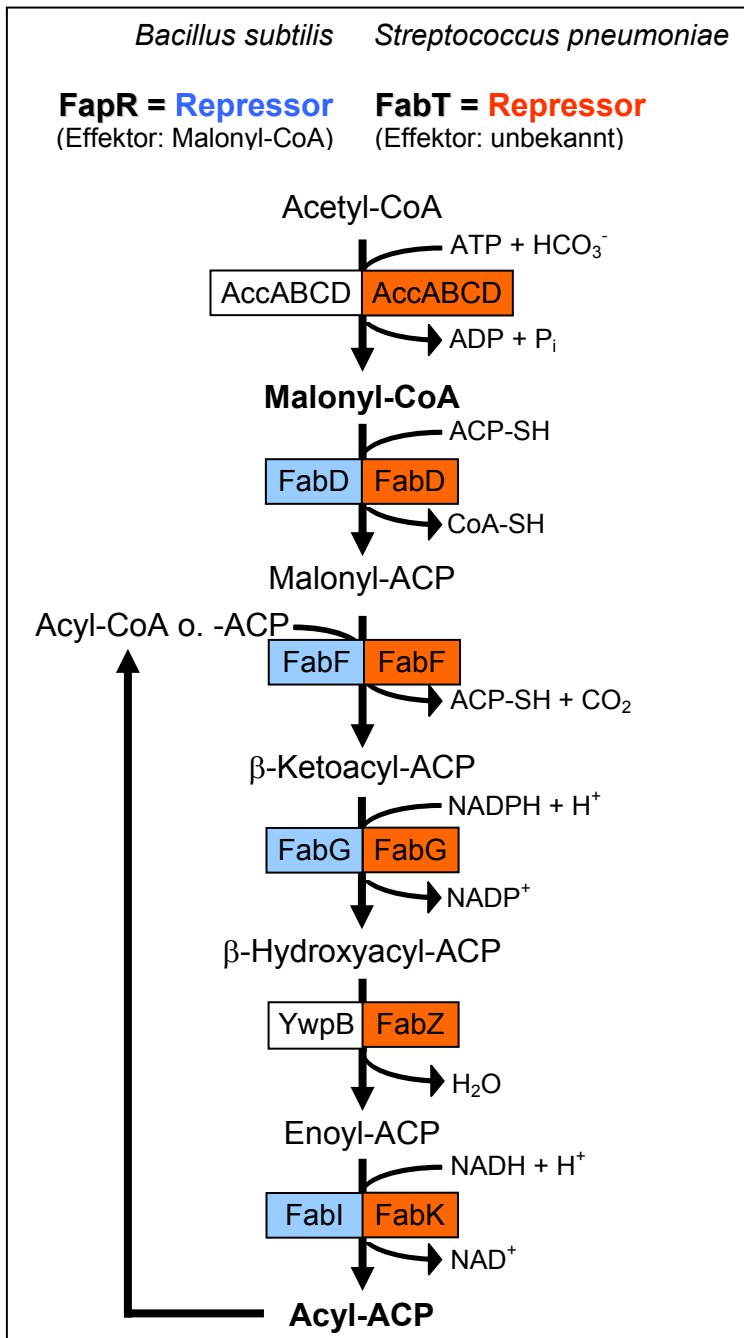 Bacillus subtilis Streptococcus pneumoniae
FapR = Repressor FabT = Repressor
(Effektor: Malonyl-CoA) (Effektor: unbekannt)
Acetyl-CoA
ATP + HCO₃⁻
AccABCD AccABCD
ADP + Pᵢ
Malonyl-CoA
ACP-SH
FabD FabD
CoA-SH
Malonyl-ACP
Acyl-CoA o. -ACP
FabF FabF
ACP-SH + CO₂
β-Ketoacyl-ACP
NADPH + H⁺
FabG FabG
NADP⁺
β-Hydroxyacyl-ACP
YwpB FabZ
H₂O
Enoyl-ACP
NADH + H⁺
FabI FabK
NAD⁺
Acyl-ACP